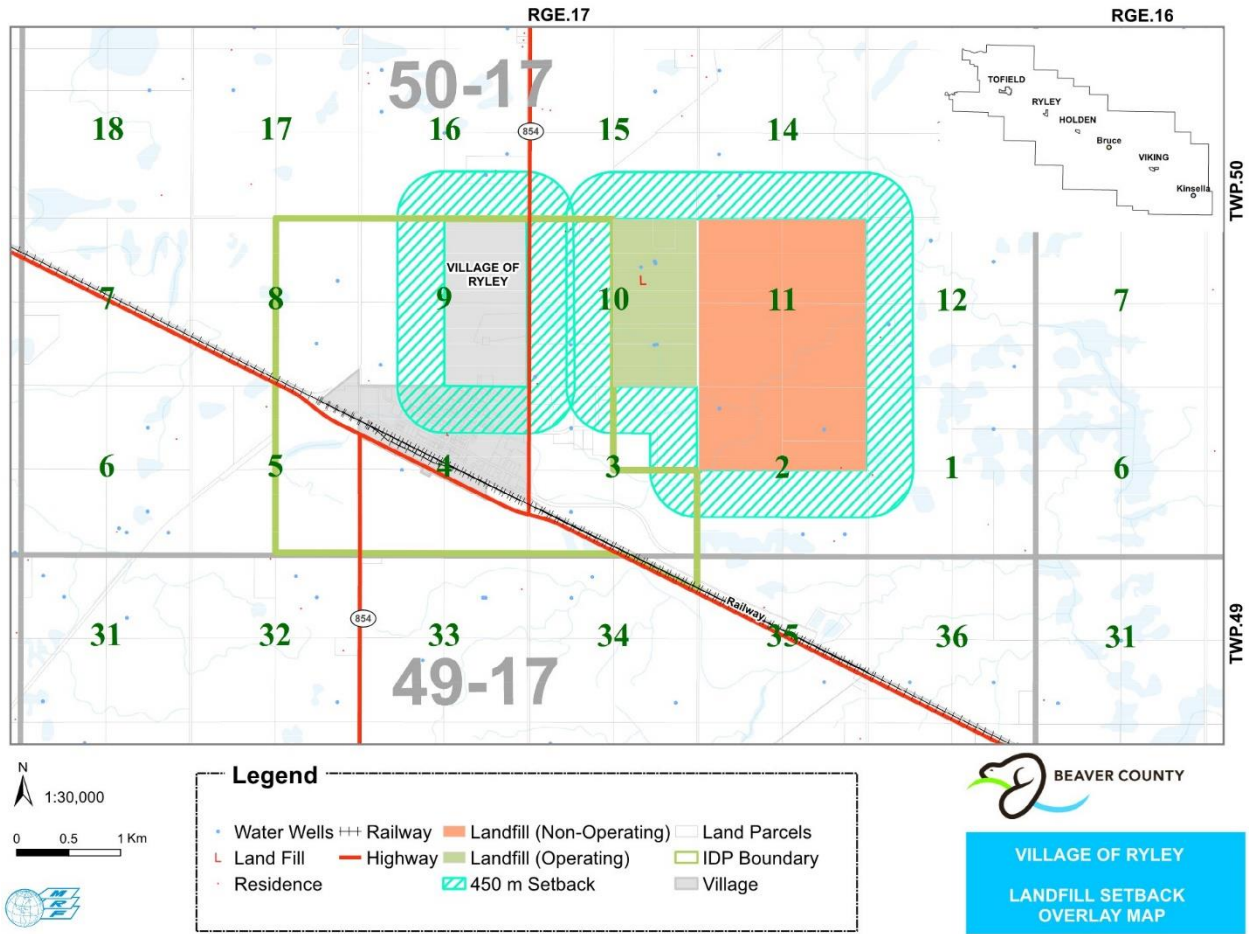 RGE.17
RGE.16
50-17
TOFIELD
RYLEY
HOLDEN
Bruce
VIKING
Kinsella
TWP.50
18
17
16
854
15
14
VILLAGE OF
RYLEY
L
7
8
9
10
11
12
7
6
5
4
3
2
1
6
854
Railway
31
32
33
34
35
36
31
TWP.49
49-17
N
1:30,000
0 0.5 1 Km
MRF
Legend
Water Wells
Railway
Landfill (Non-Operating)
Land Parcels
L Land Fill
Highway
Landfill (Operating)
IDP Boundary
Residence
450 m Setback
Village
BEAVER COUNTY
VILLAGE OF RYLEY
LANDFILL SETBACK
OVERLAY MAP